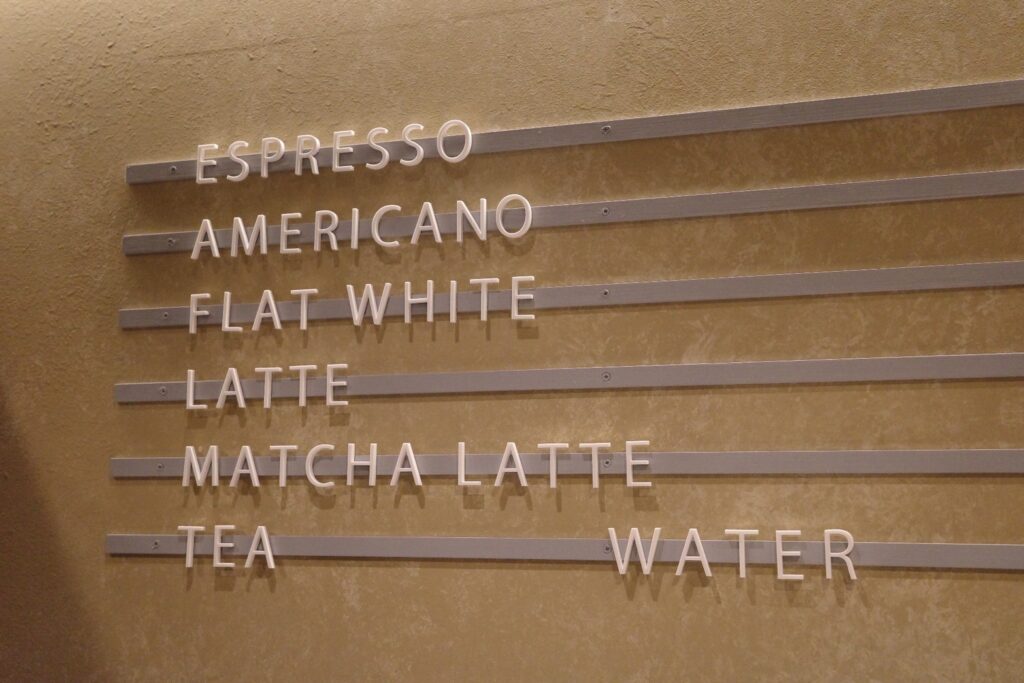 ESPRESSO
AMERICANO
FLAT WHITE
LATTE
MATCHA LATTE
TEA WATER